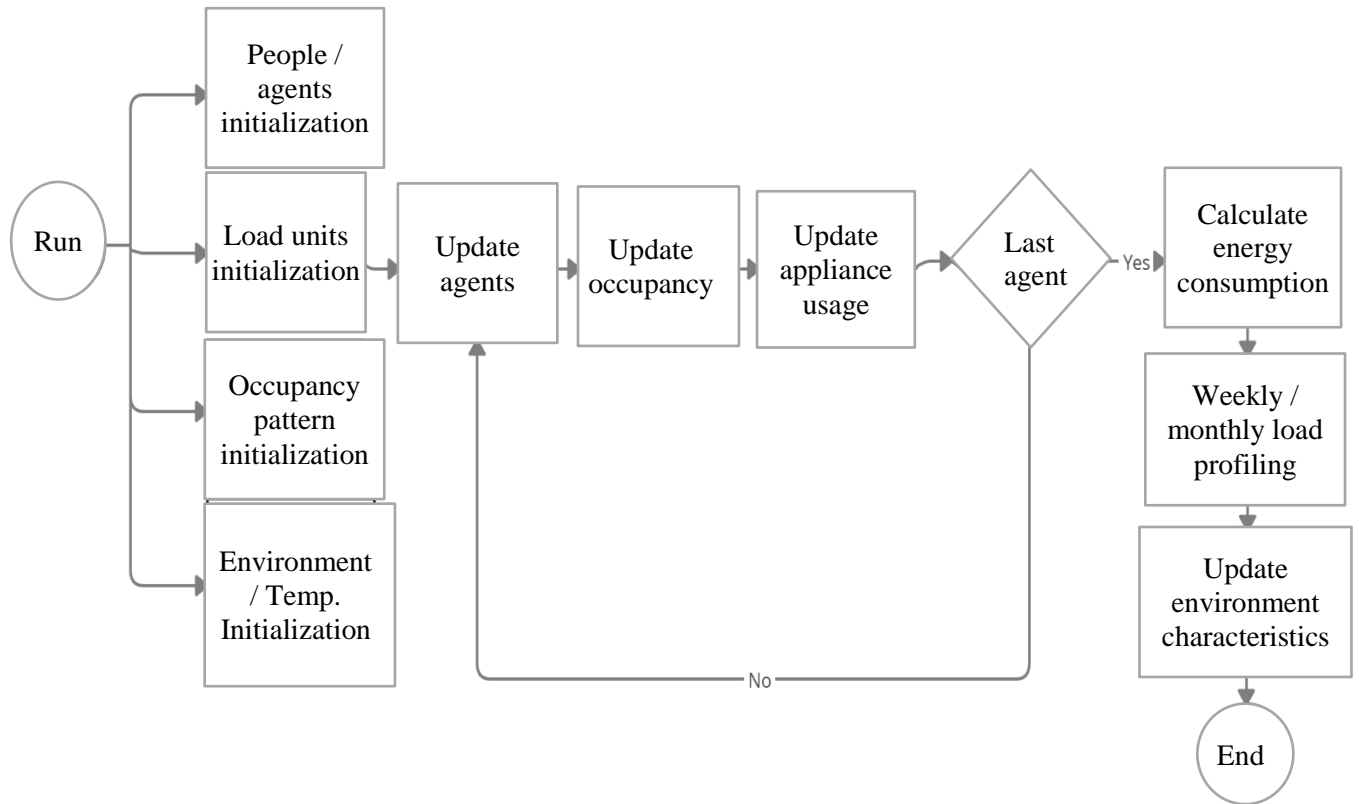 Run
People /
agents
initialization
Load units
initialization
Occupancy
pattern
initialization
Environment
/ Temp.
Initialization
Update
agents
Update
occupancy
Update
appliance
usage
Last
agent
Yes
No
Calculate
energy
consumption
Weekly /
monthly load
profiling
Update
environment
characteristics
End